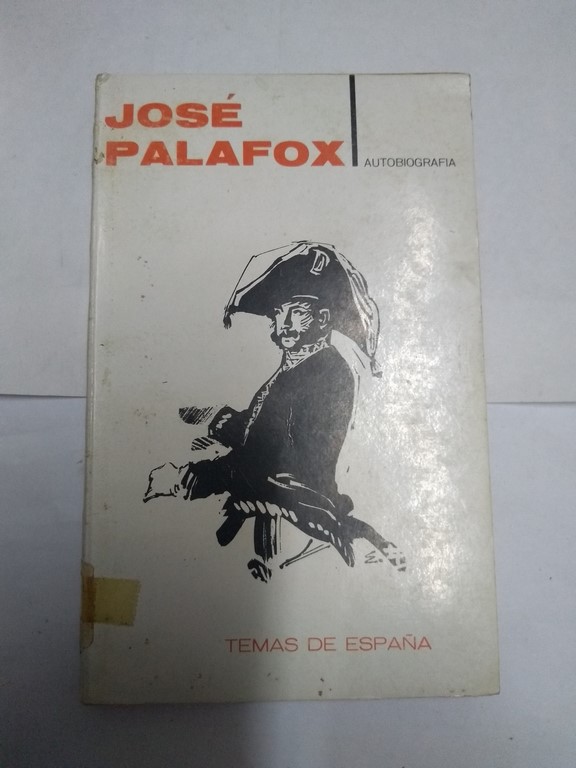 JOSÉ
PALAFOX
AUTOBIOGRAFIA
TEMAS DE ESPAÑA